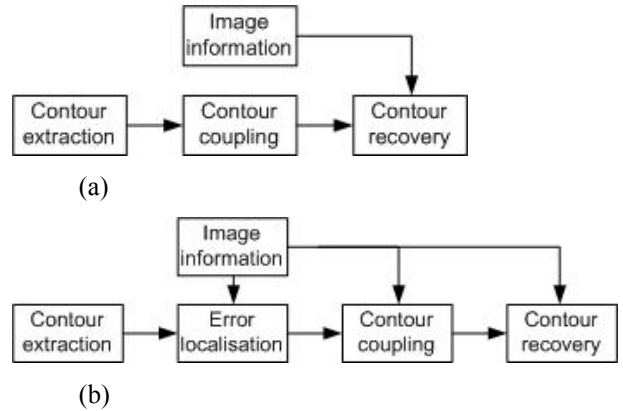 Image
information
Contour
extraction
Contour
coupling
Contour
recovery
(a)
Image
information
Contour
extraction
Error
localisation
Contour
coupling
Contour
recovery
(b)